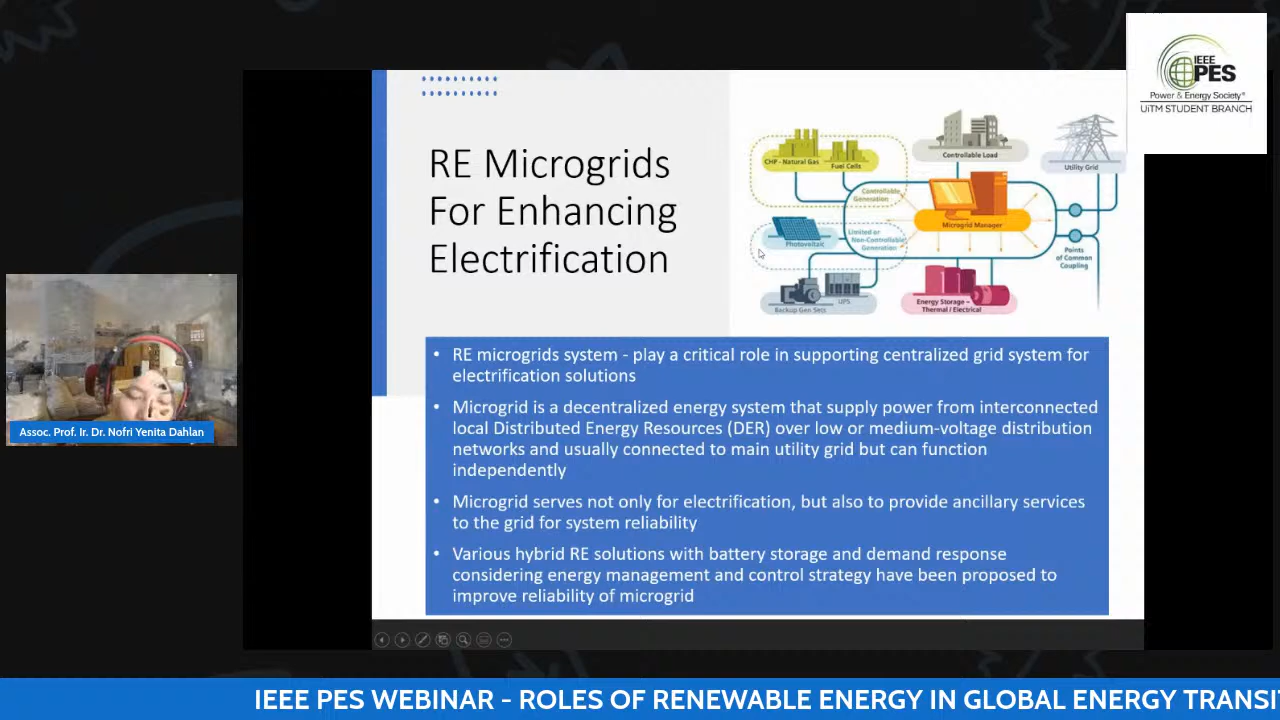 IEEE
PES
Power & Energy Society®
UiTM STUDENT BRANCH
RE Microgrids
For Enhancing
Electrification
CHP - Natural Gas
Fuel Cells
Controllable Load
Utility Grid
Controllable
Generation
Microgrid Manager
Photovoltaic
Limited or
Non-Controllable
Generation
Points
of Common
Coupling
Backup Gen Sets
UPS
Energy Storage –
Thermal / Electrical
• RE microgrids system - play a critical role in supporting centralized grid system for
electrification solutions
• Microgrid is a decentralized energy system that supply power from interconnected
local Distributed Energy Resources (DER) over low or medium-voltage distribution
networks and usually connected to main utility grid but can function
independently
• Microgrid serves not only for electrification, but also to provide ancillary services
to the grid for system reliability
• Various hybrid RE solutions with battery storage and demand response
considering energy management and control strategy have been proposed to
improve reliability of microgrid
Assoc. Prof. Ir. Dr. Nofri Yenita Dahlan
IEEE PES WEBINAR - ROLES OF RENEWABLE ENERGY IN GLOBAL ENERGY TRANSI